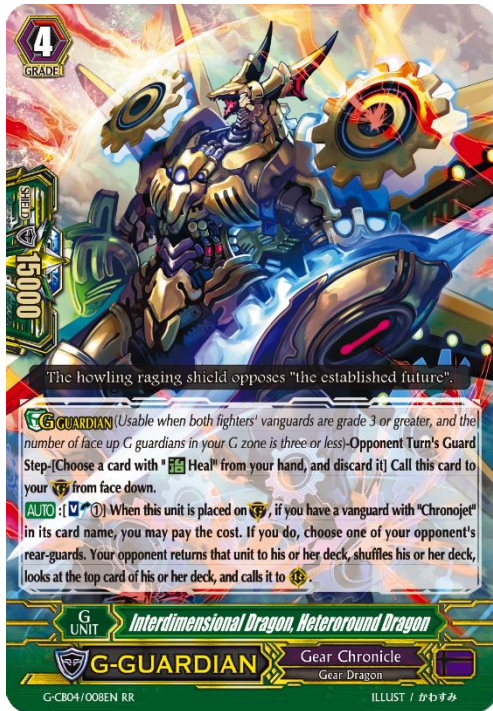 4
GRADE
SHIELD
15000
The howling raging shield opposes "the established future".
G GUARDIAN (Usable when both fighters' vanguards are grade 3 or greater, and the
number of face up G guardians in your G zone is three or less)-Opponent Turn's Guard
Step-[Choose a card with "治 Heal" from your hand, and discard it] Call this card to
your G from face down.
AUTO :[V ①] When this unit is placed on G, if you have a vanguard with "Chronojet"
in its card name, you may pay the cost. If you do, choose one of your opponent's
rear-guards. Your opponent returns that unit to his or her deck, shuffles his or her deck,
looks at the top card of his or her deck, and calls it to R.
G
UNIT
Interdimensional Dragon, Heteroround Dragon
G-GUARDIAN
Gear Chronicle
Gear Dragon
G-CB04/008EN RR
ILLUST / かわすみ